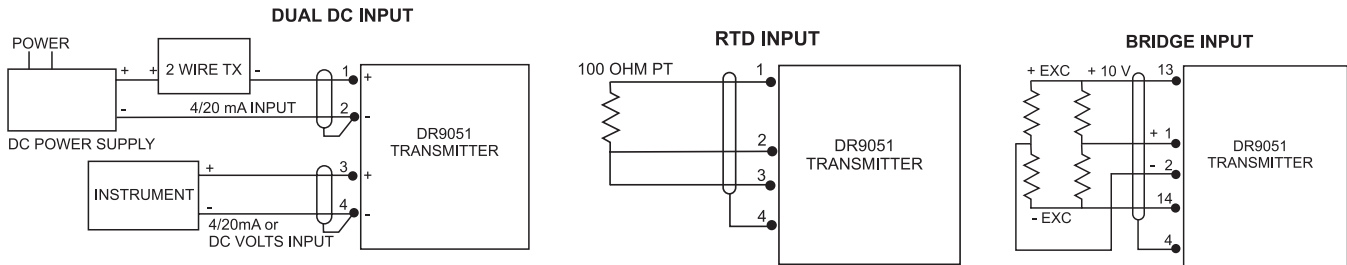 DUAL DC INPUT
POWER
+ + 2 WIRE TX - 1 +
- 4/20 mA INPUT 2 -
DC POWER SUPPLY
DR9051
TRANSMITTER
INSTRUMENT + 3 +
- 4 -
4/20mA or
DC VOLTS INPUT
RTD INPUT
100 OHM PT 1
2
3
4
DR9051
TRANSMITTER
BRIDGE INPUT
+ EXC + 10 V 13
+ 1
- 2
14
- EXC
4
DR9051
TRANSMITTER